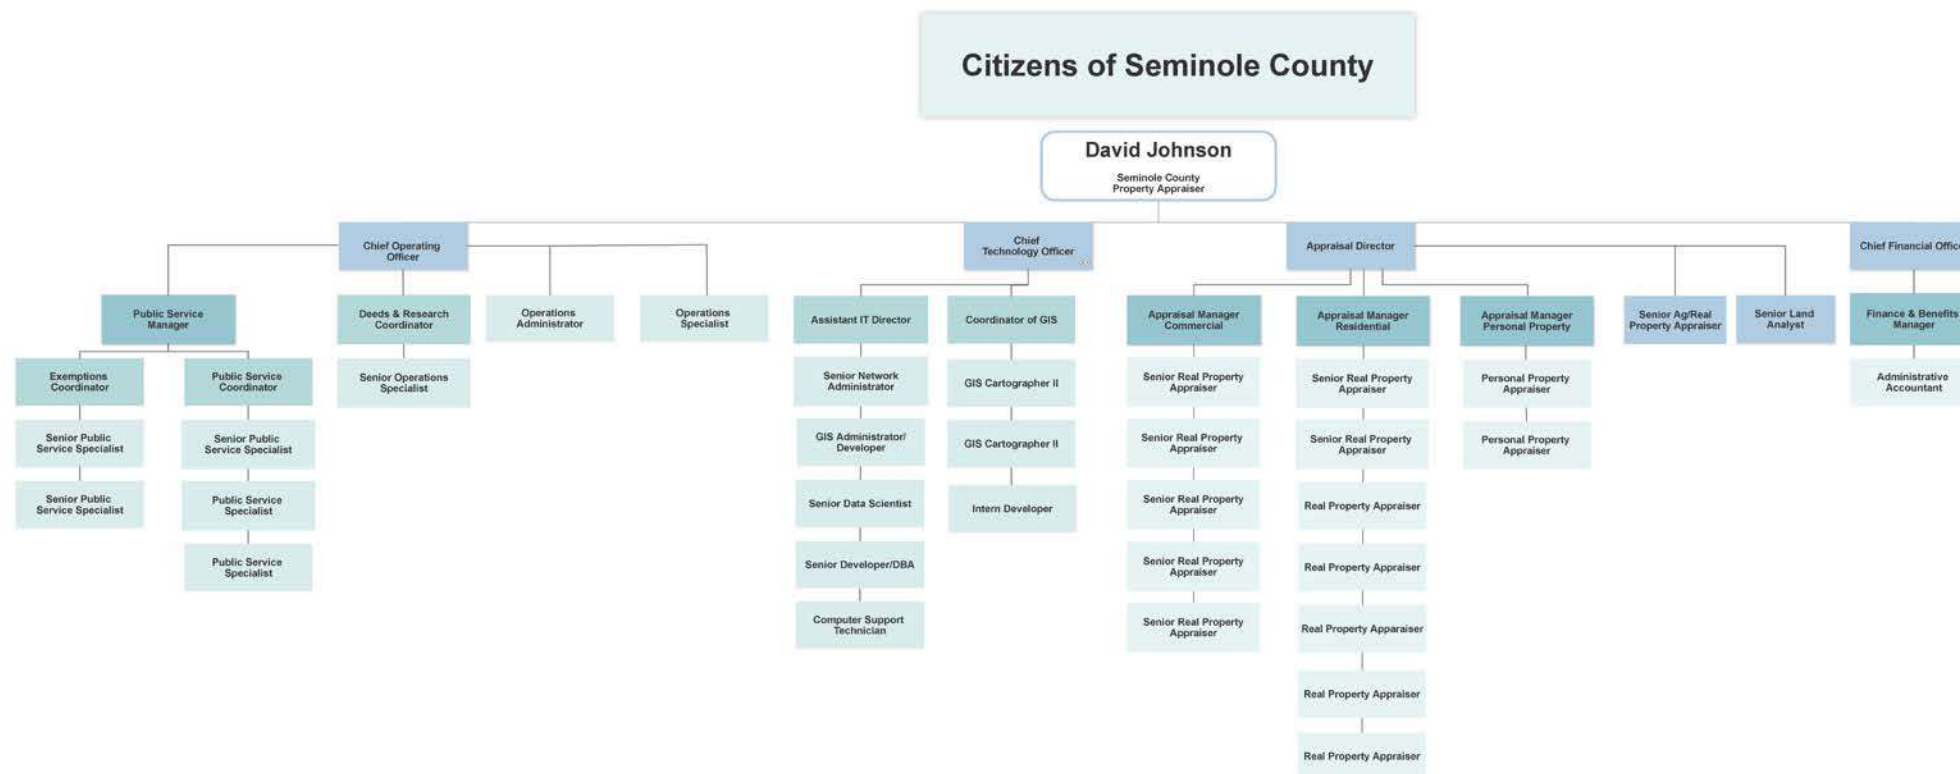 Citizens of Seminole County
David Johnson
Seminole County
Property Appraiser
Chief Operating
Officer
Chief
Technology Officer
Appraisal Director
Chief Financial Offic
Public Service
Manager
Deeds & Research
Coordinator
Operations
Administrator
Operations
Specialist
Assistant IT Director
Coordinator of GIS
Appraisal Manager
Commercial
Appraisal Manager
Residential
Appraisal Manager
Personal Property
Senior Ag/Real
Property Appraiser
Senior Land
Analyst
Finance & Benefits
Manager
Exemptions
Coordinator
Public Service
Coordinator
Senior Operations
Specialist
Senior Network
Administrator
GIS Cartographer II
Senior Real Property
Appraiser
Senior Real Property
Appraiser
Personal Property
Appraiser
Administrative
Accountant
Senior Public
Service Specialist
Senior Public
Service Specialist
GIS Administrator/
Developer
GIS Cartographer II
Senior Real Property
Appraiser
Senior Real Property
Appraiser
Personal Property
Appraiser
Senior Public
Service Specialist
Public Service
Specialist
Senior Data Scientist
Intern Developer
Senior Real Property
Appraiser
Real Property Appraiser
Public Service
Specialist
Senior Developer/DBA
Senior Real Property
Appraiser
Real Property Appraiser
Computer Support
Technician
Senior Real Property
Appraiser
Real Property Apparaiser
Real Property Appraiser
Real Property Appraiser